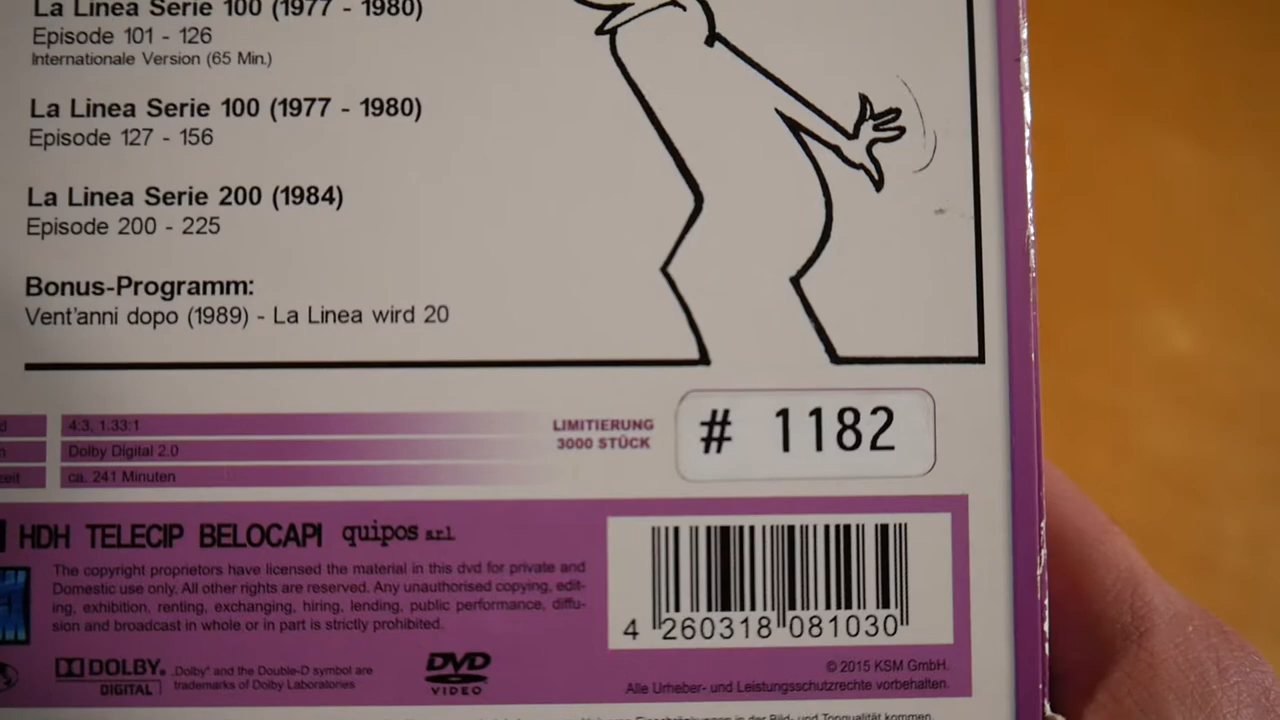 La Linea Serie 100 (1977 - 1980)
Episode 101 - 126
Internationale Version (65 Min.)
La Linea Serie 100 (1977 - 1980)
Episode 127 - 156
La Linea Serie 200 (1984)
Episode 200 - 225
Bonus-Programm:
Vent'anni dopo (1989) - La Linea wird 20
4:3, 1.33:1
Dolby Digital 2.0
ca. 241 Minuten
LIMITIERUNG
3000 STÜCK
# 1182
HDH TELECIP BELOCAPI quipos s.r.l.
The copyright proprietors have licensed the material in this dvd for private and
Domestic use only. All other rights are reserved. Any unauthorised copying, edit-
ing, exhibition, renting, exchanging, hiring, lending, public performance, diffu-
sion and broadcast in whole or in part is strictly prohibited.
4 260318 081030
DOLBY.
DIGITAL
„Dolby" and the Double-D symbol are
trademarks of Dolby Laboratories
DVD
VIDEO
© 2015 KSM GmbH.
Alle Urheber- und Leistungsschutzrechte vorbehalten.
in der Bild- und Tonqualität kommen.